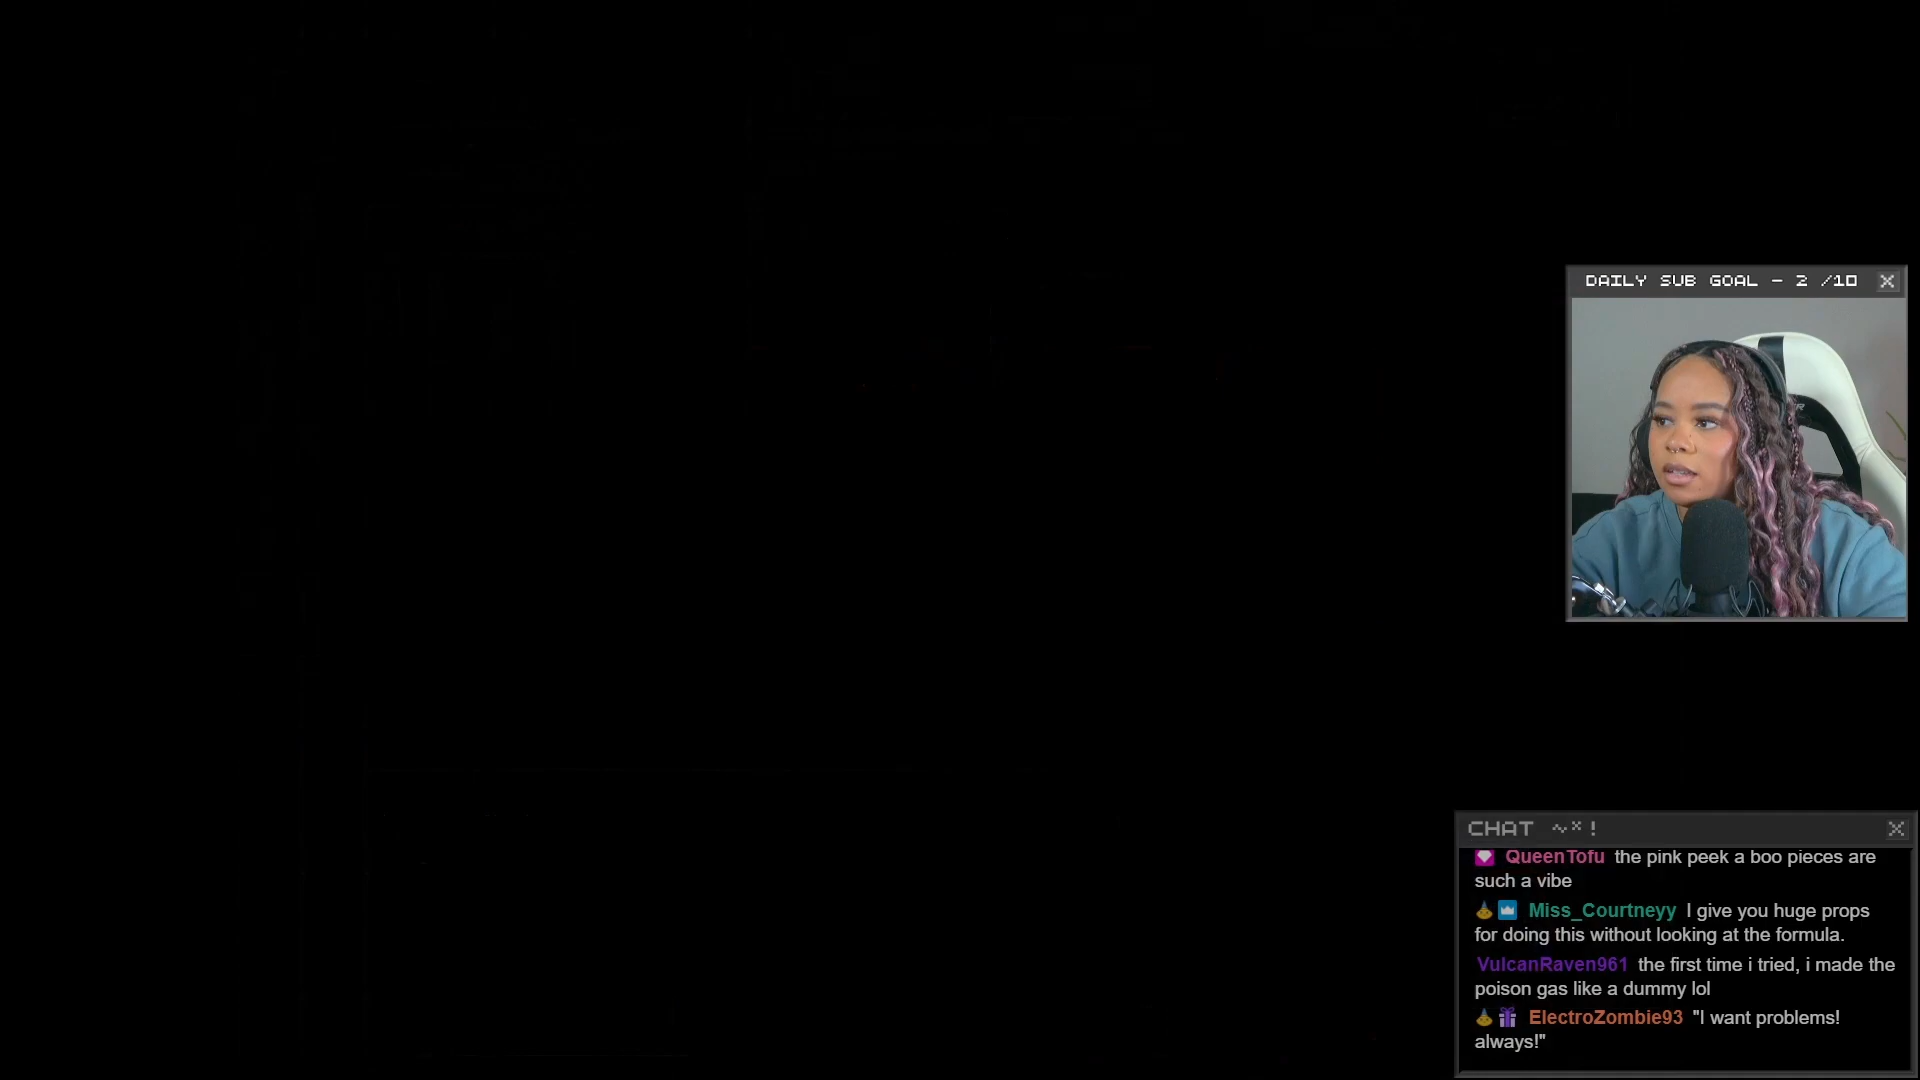 DAILY SUB GOAL - 2 /10
CHAT ~*!
QueenTofu the pink peek a boo pieces are
such a vibe
Miss_Courtneyy I give you huge props
for doing this without looking at the formula.
VulcanRaven961 the first time i tried, i made the
poison gas like a dummy lol
ElectroZombie93 "I want problems!
always!"